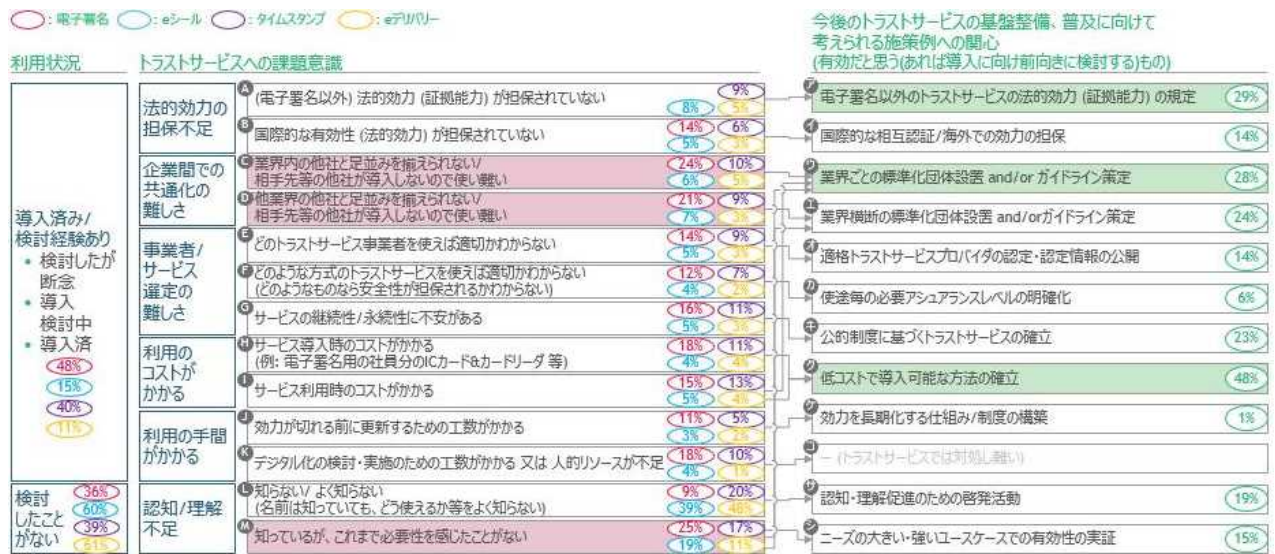 : 電子署名 : eシール : タイムスタンプ : eデリバリー
利用状況
トラストサービスへの課題意識
今後のトラストサービスの基盤整備、普及に向けて
考えられる施策例への関心
(有効だと思う(あれば導入に向け前向きに検討する)もの)
導入済み/
検討経験あり
• 検討したが
断念
• 導入
検討中
• 導入済
48%
15%
40%
11%
検討
したこと
がない
36%
60%
39%
61%
法的効力の
担保不足
A (電子署名以外) 法的効力 (証拠能力) が担保されていない
9%
8% 5%
B 国際的な有効性 (法的効力) が担保されていない
14% 6%
5% 3%
企業間での
共通化の
難しさ
C 業界内の他社と足並みを揃えられない/
相手先等の他社が導入しないので使い難い
24% 10%
6% 5%
D 他業界の他社と足並みを揃えられない/
相手先等の他社が導入しないので使い難い
21% 9%
7% 3%
事業者/
サービス
選定の
難しさ
E どのトラストサービス事業者を使えば適切かわからない
14% 9%
5% 3%
F どのような方式のトラストサービスを使えば適切かわからない
(どのようなものなら安全性が担保されるかわからない)
12% 7%
4% 2%
G サービスの継続性/永続性に不安がある
16% 11%
5% 3%
利用の
コストが
かかる
H サービス導入時のコストがかかる
(例: 電子署名用の社員分のICカード&カードリーダ 等)
18% 11%
4% 4%
I サービス利用時のコストがかかる
15% 13%
5% 4%
利用の手間
がかかる
J 効力が切れる前に更新するための工数がかかる
11% 5%
3% 2%
K デジタル化の検討・実施のための工数がかかる 又は 人的リソースが不足
18% 10%
4% 1%
認知/理解
不足
L 知らない/ よく知らない
(名前は知っていても、どう使えるか等をよく知らない)
9% 20%
39% 48%
M 知っているが、これまで必要性を感じたことがない
25% 17%
19% 11%
ア 電子署名以外のトラストサービスの法的効力 (証拠能力) の規定 29%
イ 国際的な相互認証/海外での効力の担保 14%
ウ 業界ごとの標準化団体設置 and/or ガイドライン策定 28%
エ 業界横断の標準化団体設置 and/orガイドライン策定 24%
オ 適格トラストサービスプロバイダの認定・認定情報の公開 14%
カ 使途毎の必要アシュアランスレベルの明確化 6%
キ 公的制度に基づくトラストサービスの確立 23%
ク 低コストで導入可能な方法の確立 48%
ケ 効力を長期化する仕組み/制度の構築 1%
コ – (トラストサービスでは対処し難い)
サ 認知・理解促進のための啓発活動 19%
シ ニーズの大きい・強いユースケースでの有効性の実証 15%